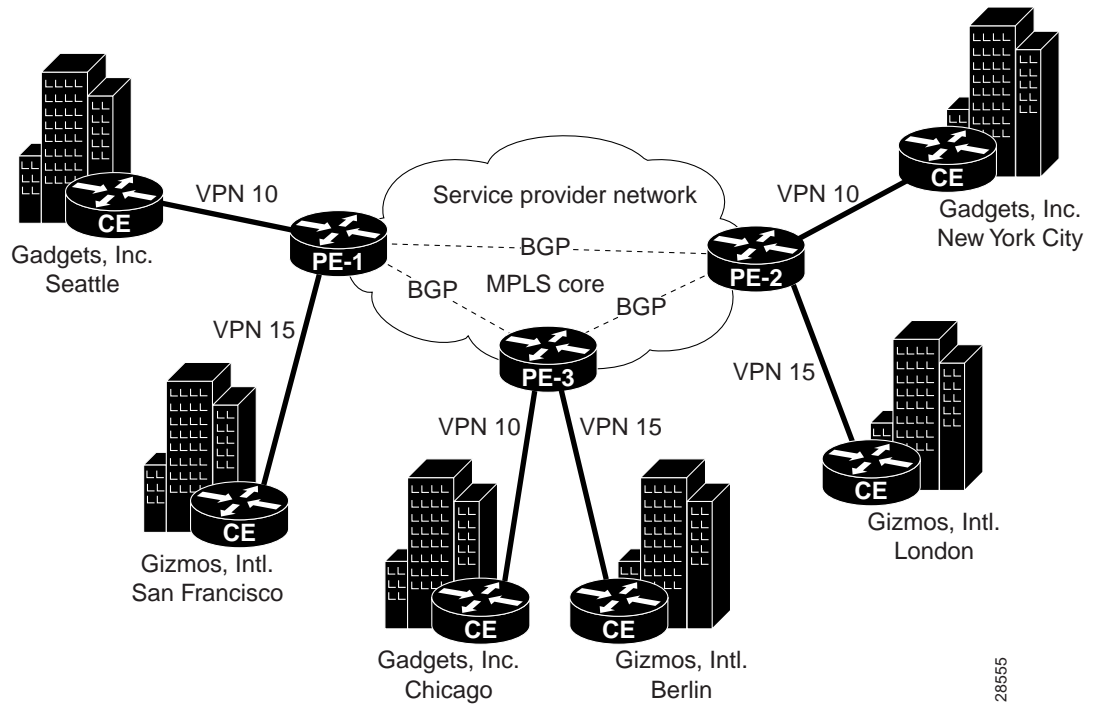 VPN 10
Service provider network
VPN 10
CE
CE
Gadgets, Inc.
Seattle
Gadgets, Inc.
New York City
PE-1
BGP
PE-2
MPLS core
BGP
BGP
VPN 15
PE-3
VPN 15
VPN 10
VPN 15
CE
CE
Gizmos, Intl.
San Francisco
Gizmos, Intl.
London
CE
CE
Gadgets, Inc.
Chicago
Gizmos, Intl.
Berlin
28555